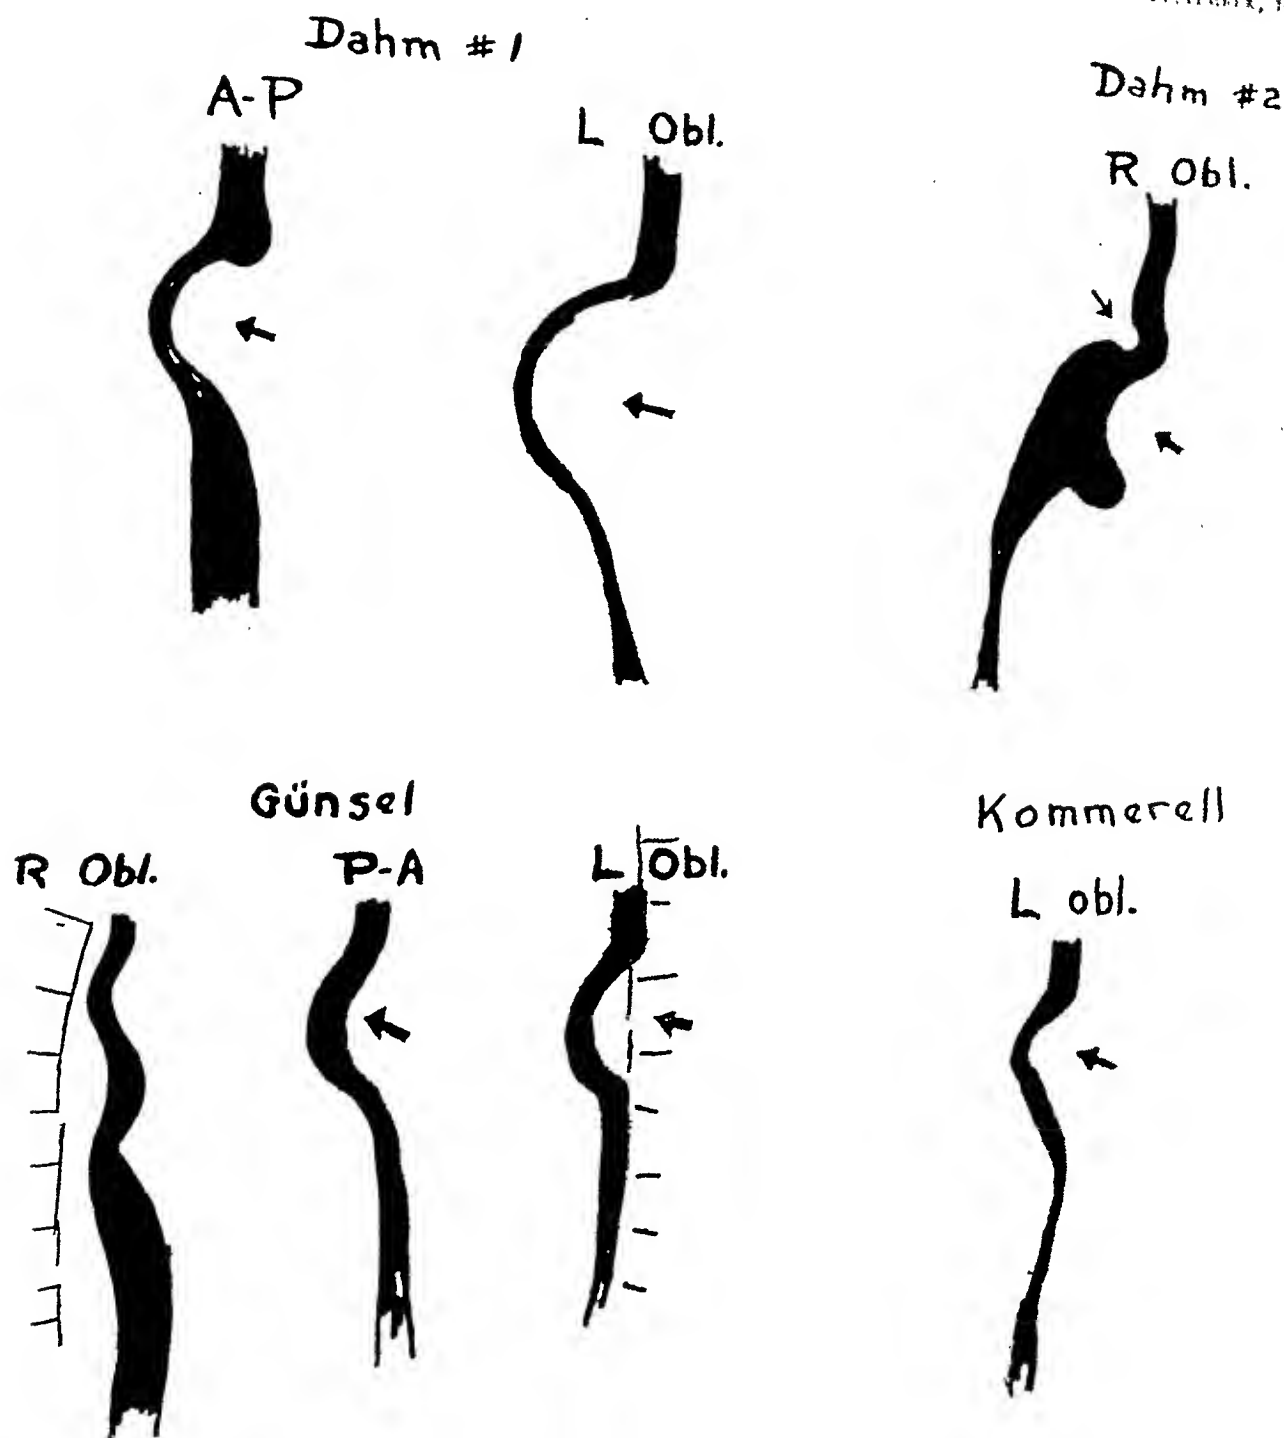 Dahm #1
A-P
L Obl.
Dahm #2
R Obl.
Günsel
R Obl.
P-A
L Obl.
Kommerell
L obl.